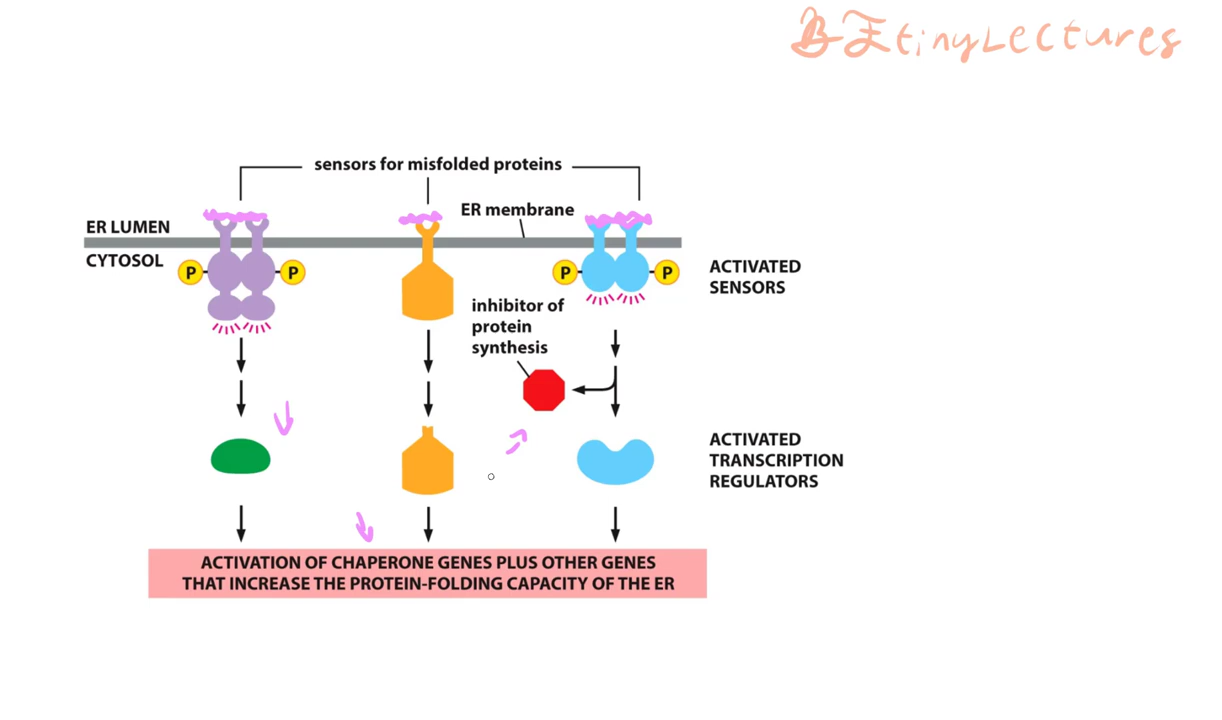 tinyLectures
sensors for misfolded proteins
ER LUMEN
ER membrane
CYTOSOL
P
P
P
P
ACTIVATED
SENSORS
inhibitor of
protein
synthesis
ACTIVATED
TRANSCRIPTION
REGULATORS
ACTIVATION OF CHAPERONE GENES PLUS OTHER GENES
THAT INCREASE THE PROTEIN-FOLDING CAPACITY OF THE ER